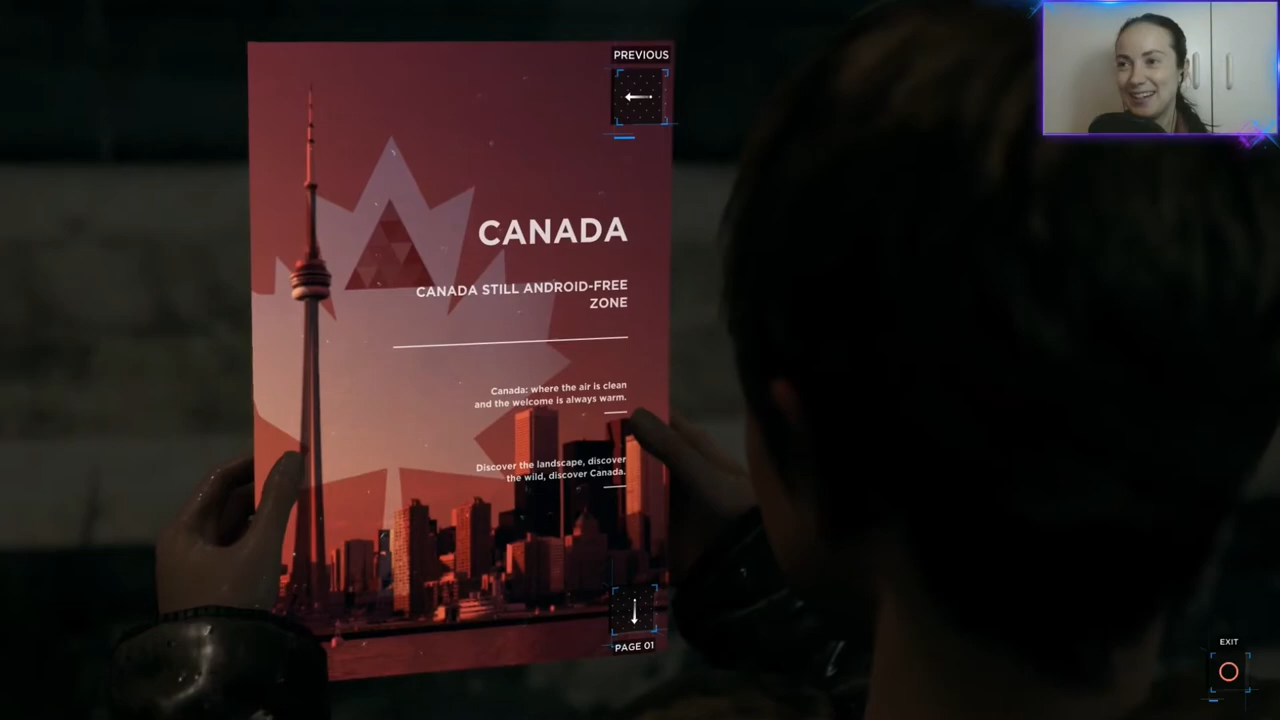 PREVIOUS
CANADA
CANADA STILL ANDROID-FREE
ZONE
Canada: where the air is clean
and the welcome is always warm.
Discover the landscape, discover
the wild, discover Canada.
PAGE 01
EXIT